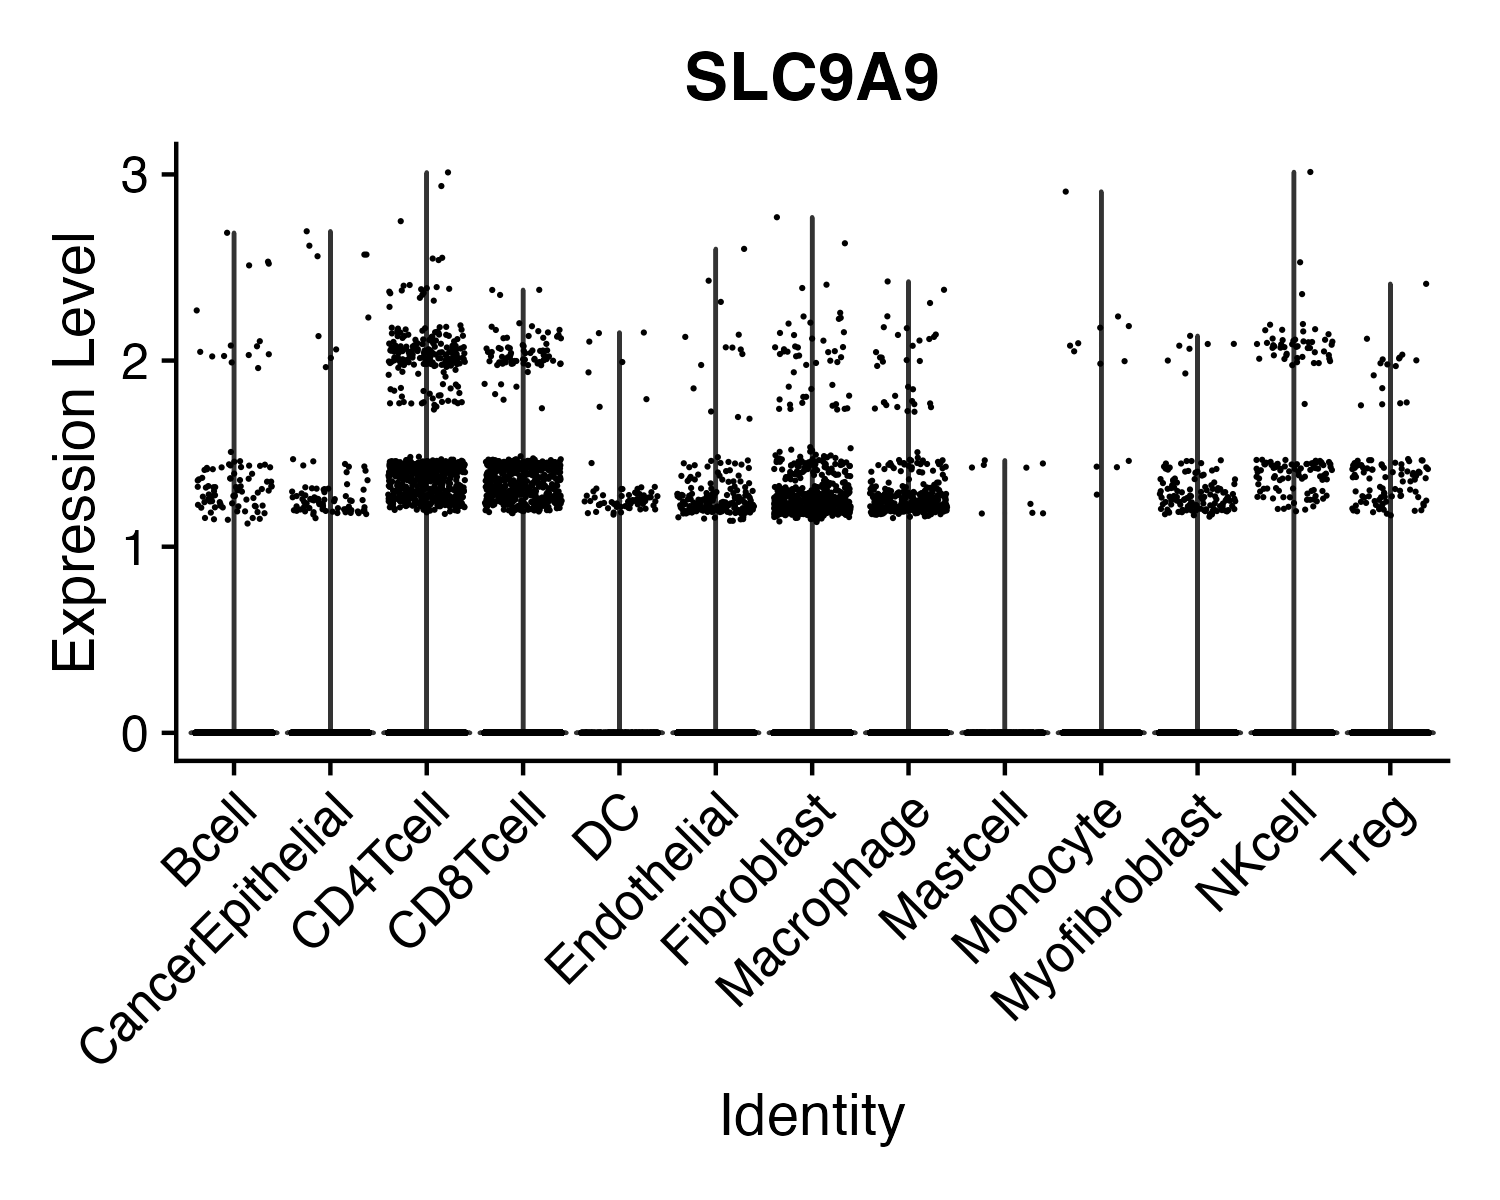 SLC9A9
Expression Level
3
2
1
0
Bcell
CancerEpithelial
CD4Tcell
CD8Tcell
DC
Endothelial
Fibroblast
Macrophage
Mastcell
Monocyte
Myofibroblast
NKcell
Treg
Identity